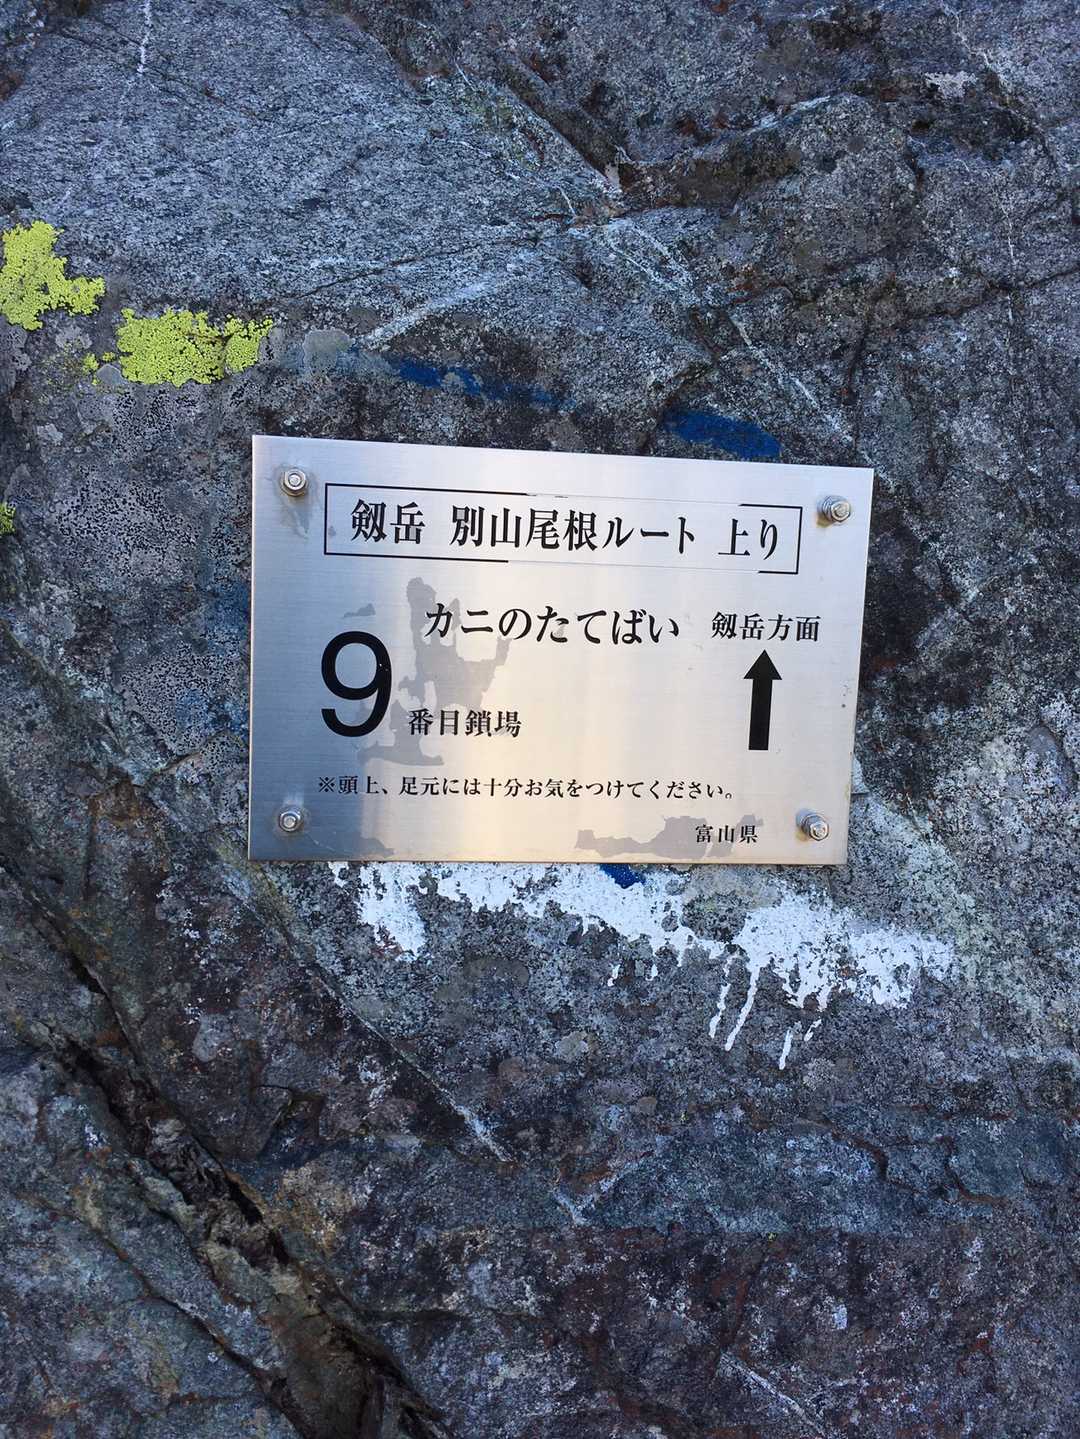 剱岳 別山尾根ルート 上り
カニのたてばい 剱岳方面
9番目鎖場
※頭上、足元には十分お気をつけてください。
富山県